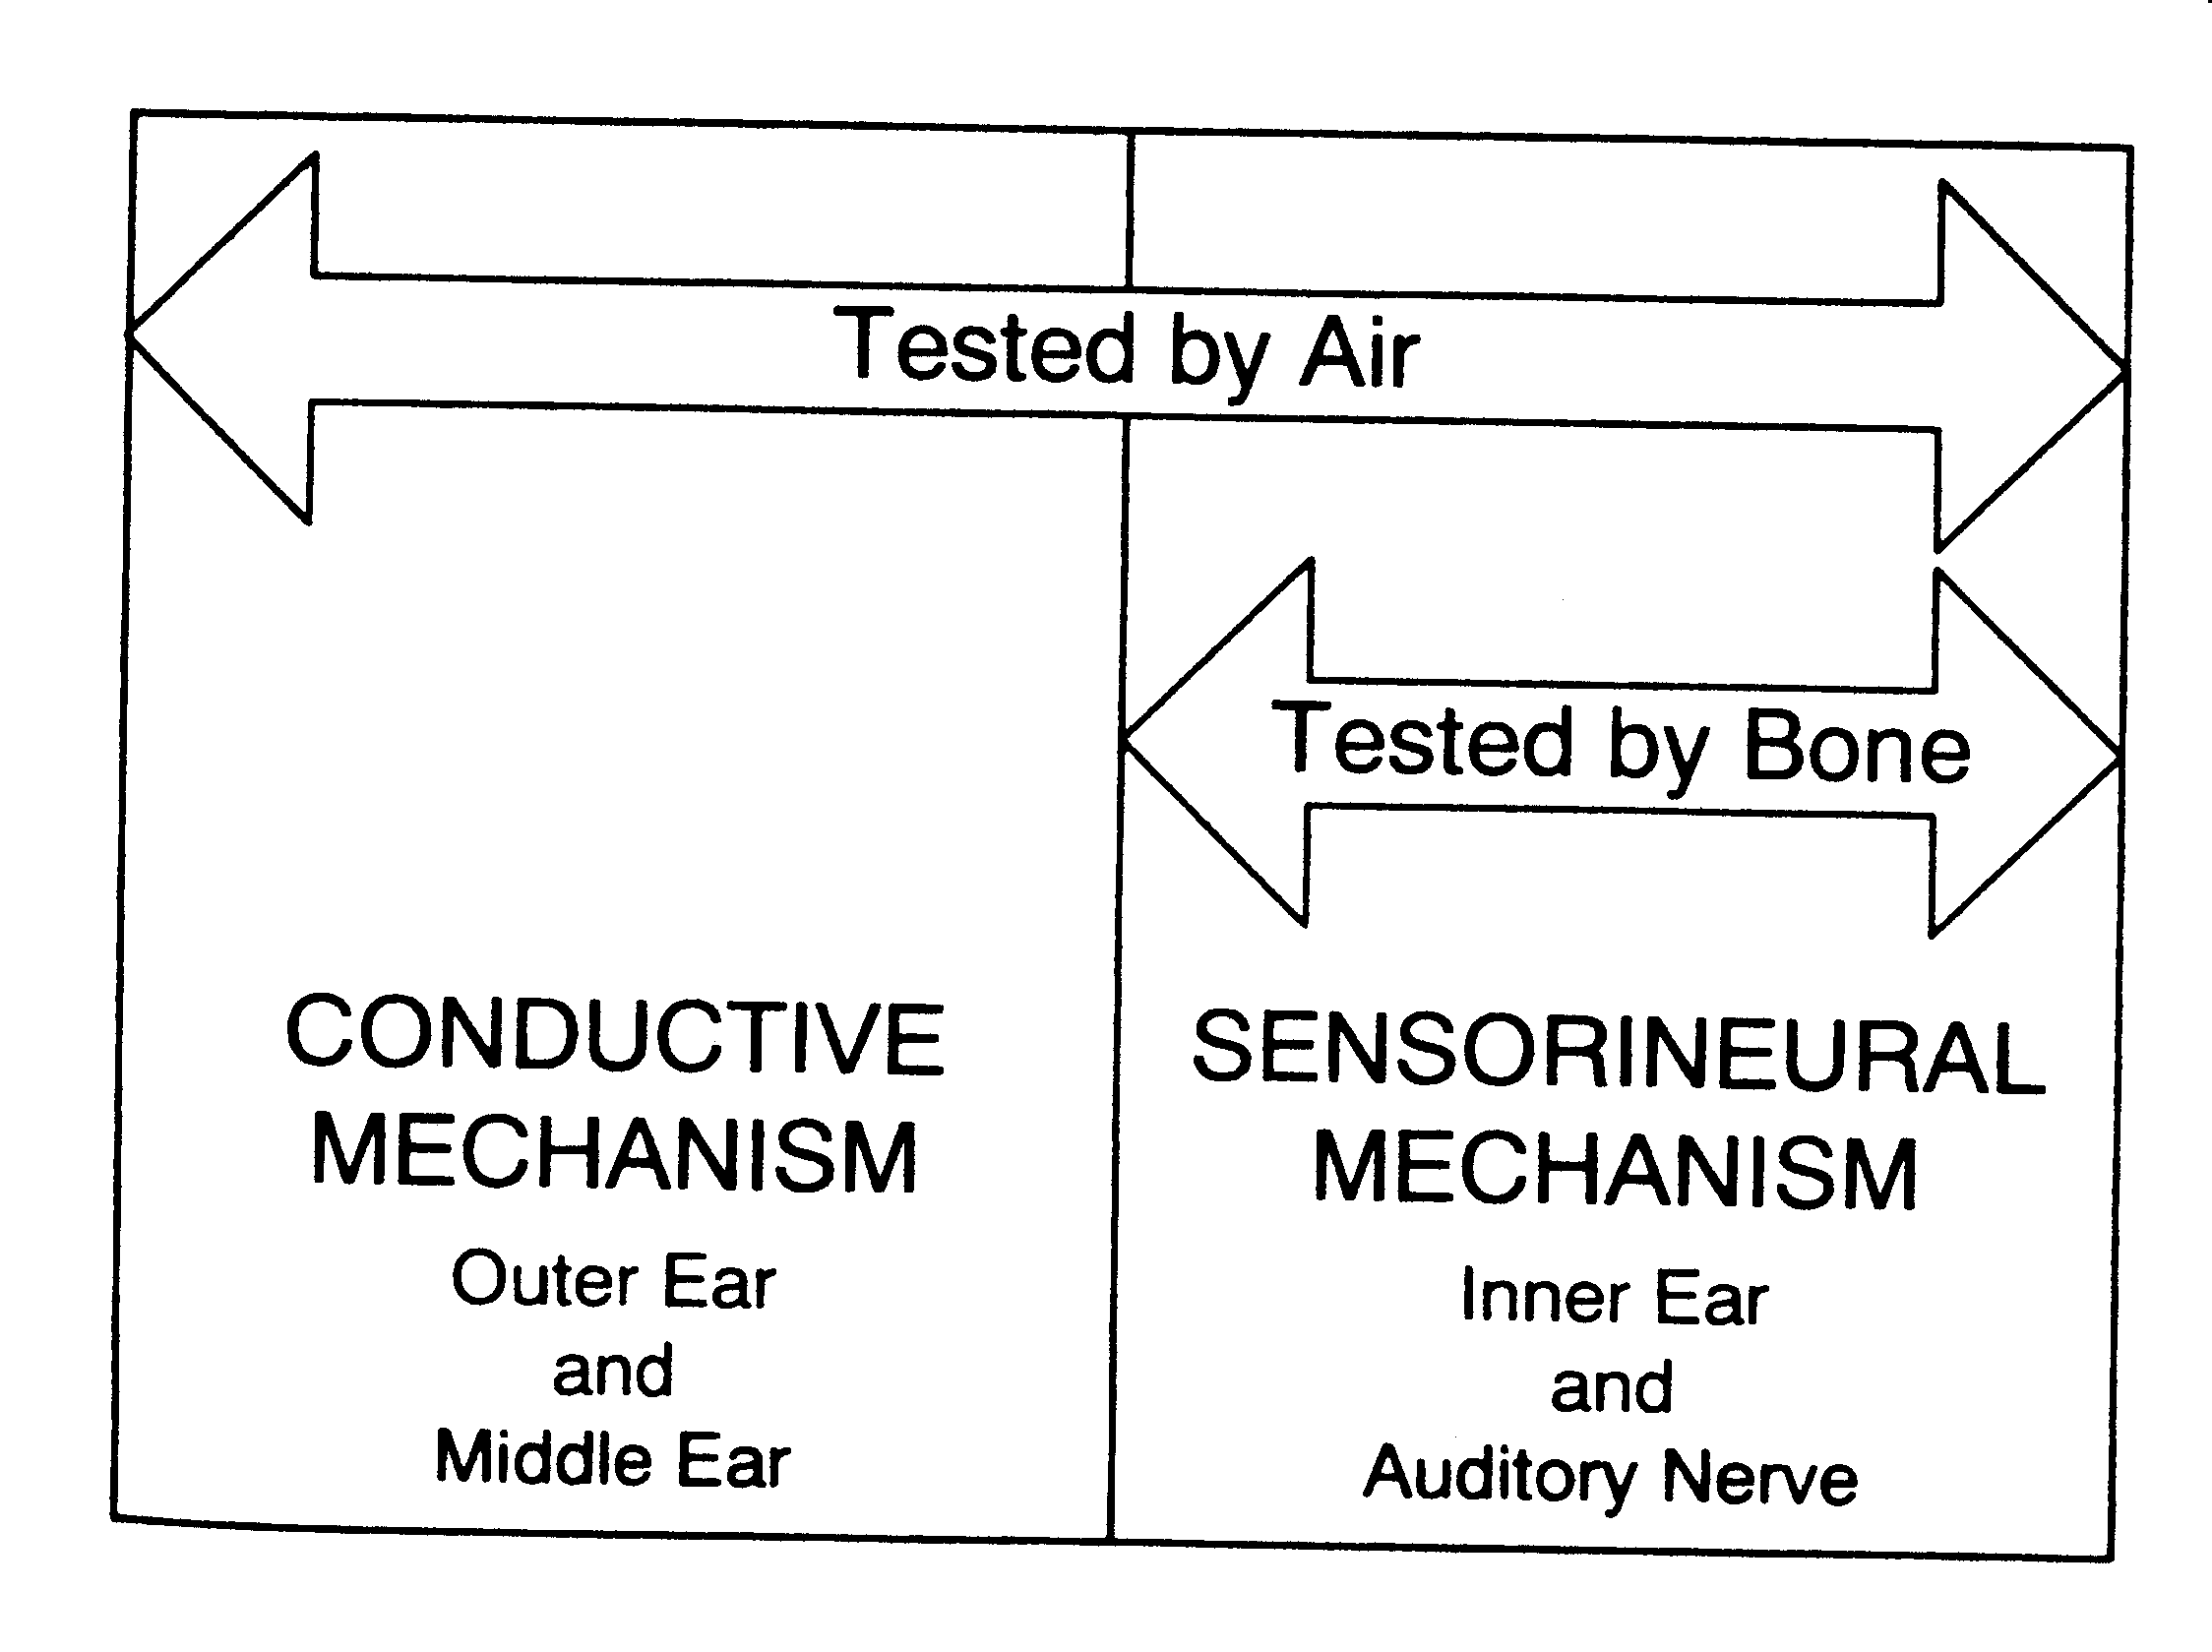 Tested by Air
Tested by Bone
CONDUCTIVE
MECHANISM
Outer Ear
and
Middle Ear
SENSORINEURAL
MECHANISM
Inner Ear
and
Auditory Nerve